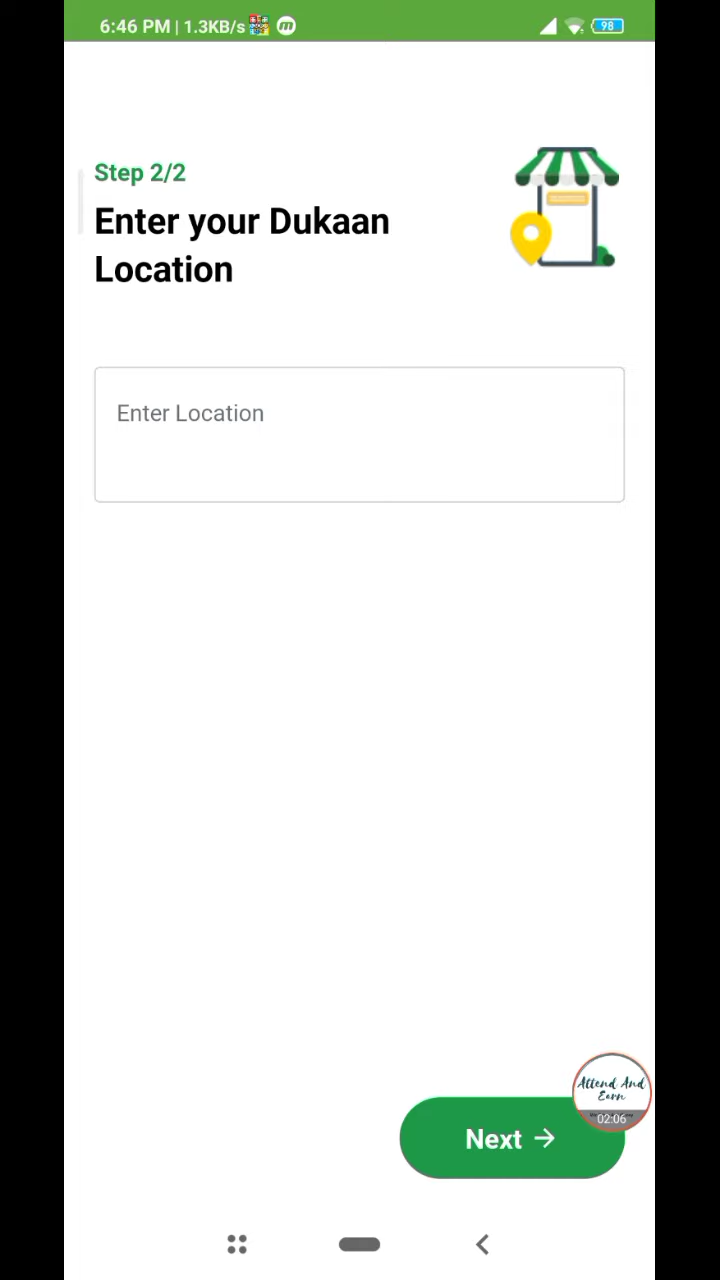 6:46 PM | 1.3KB/s m 98
Step 2/2
Enter your Dukaan
Location
Enter Location
Attend And
Earn
02:06
Next →